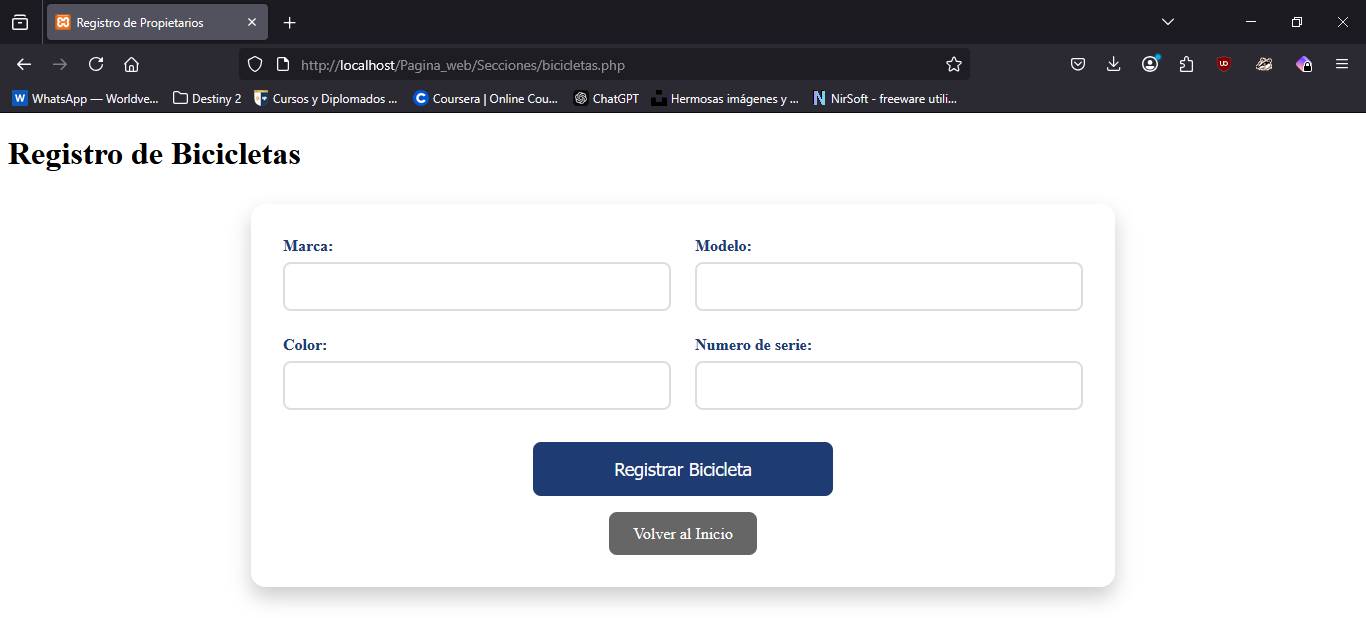 Registro de Propietarios
http://localhost/Pagina_web/Secciones/bicicletas.php
WhatsApp — Worldve... Destiny 2 Cursos y Diplomados ... Coursera | Online Cou... ChatGPT Hermosas imágenes y ... NirSoft - freeware utili...
Registro de Bicicletas
Marca: Modelo:
Color: Numero de serie:
Registrar Bicicleta
Volver al Inicio